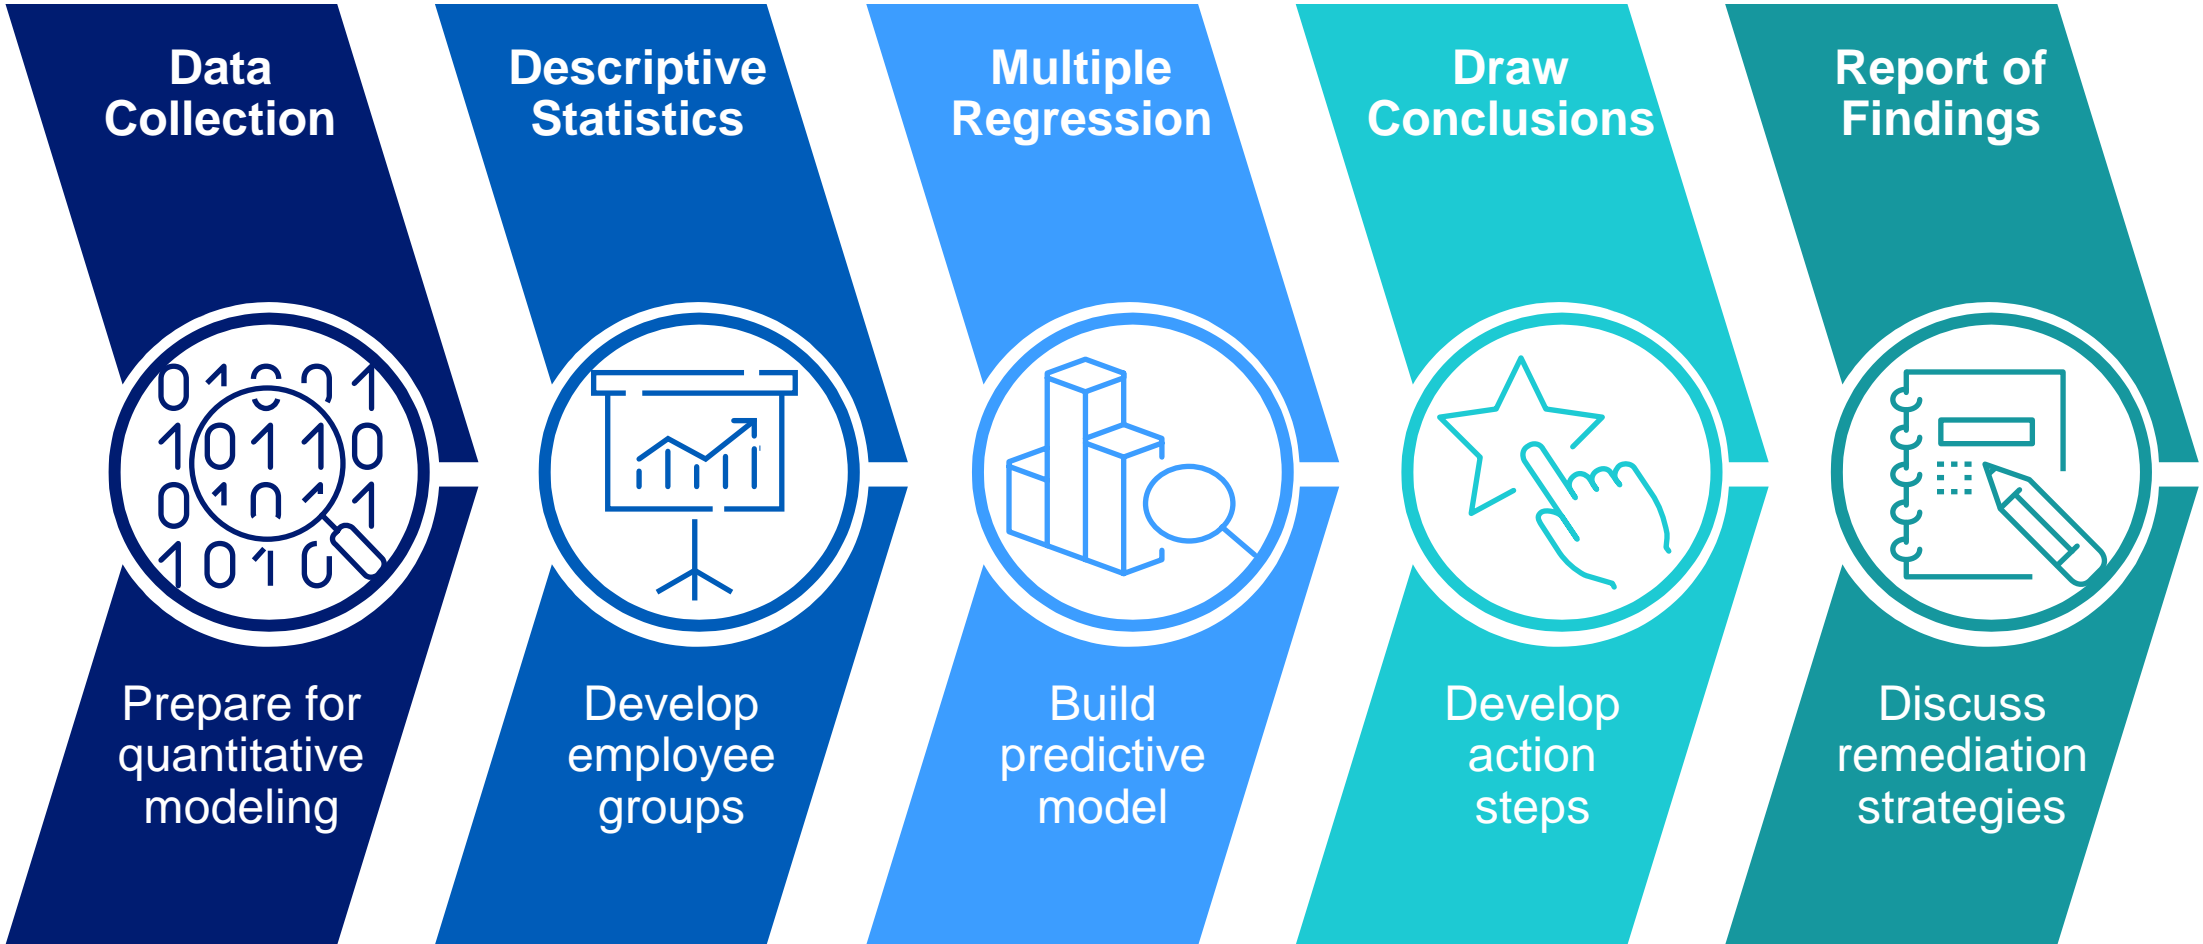 Data
Collection
Prepare for
quantitative
modeling
Descriptive
Statistics
Develop
employee
groups
Multiple
Regression
Build
predictive
model
Draw
Conclusions
Develop
action
steps
Report of
Findings
Discuss
remediation
strategies